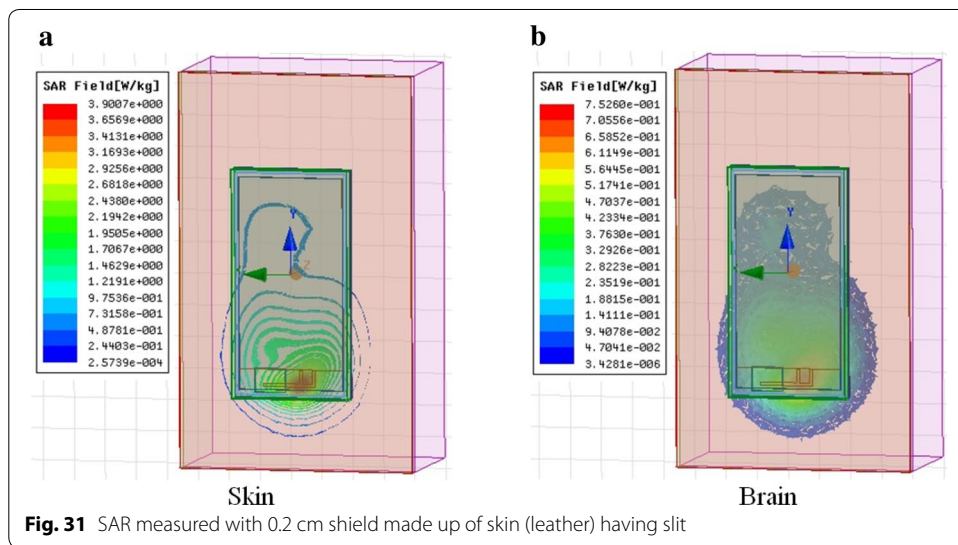 a
b
SAR Field[W/kg]
3.9007e+000
3.6569e+000
3.4131e+000
3.1693e+000
2.9256e+000
2.6818e+000
2.4380e+000
2.1942e+000
1.9505e+000
1.7067e+000
1.4629e+000
1.2191e+000
9.7536e-001
7.3158e-001
4.8781e-001
2.4403e-001
2.5739e-004
Y
Z
SAR Field[W/kg]
7.5260e-001
7.0556e-001
6.5852e-001
6.1149e-001
5.6445e-001
5.1741e-001
4.7037e-001
4.2334e-001
3.7630e-001
3.2926e-001
2.8223e-001
2.3519e-001
1.8815e-001
1.4111e-001
9.4078e-002
4.7041e-002
3.4281e-006
Y
Skin
Brain
Fig. 31 SAR measured with 0.2 cm shield made up of skin (leather) having slit